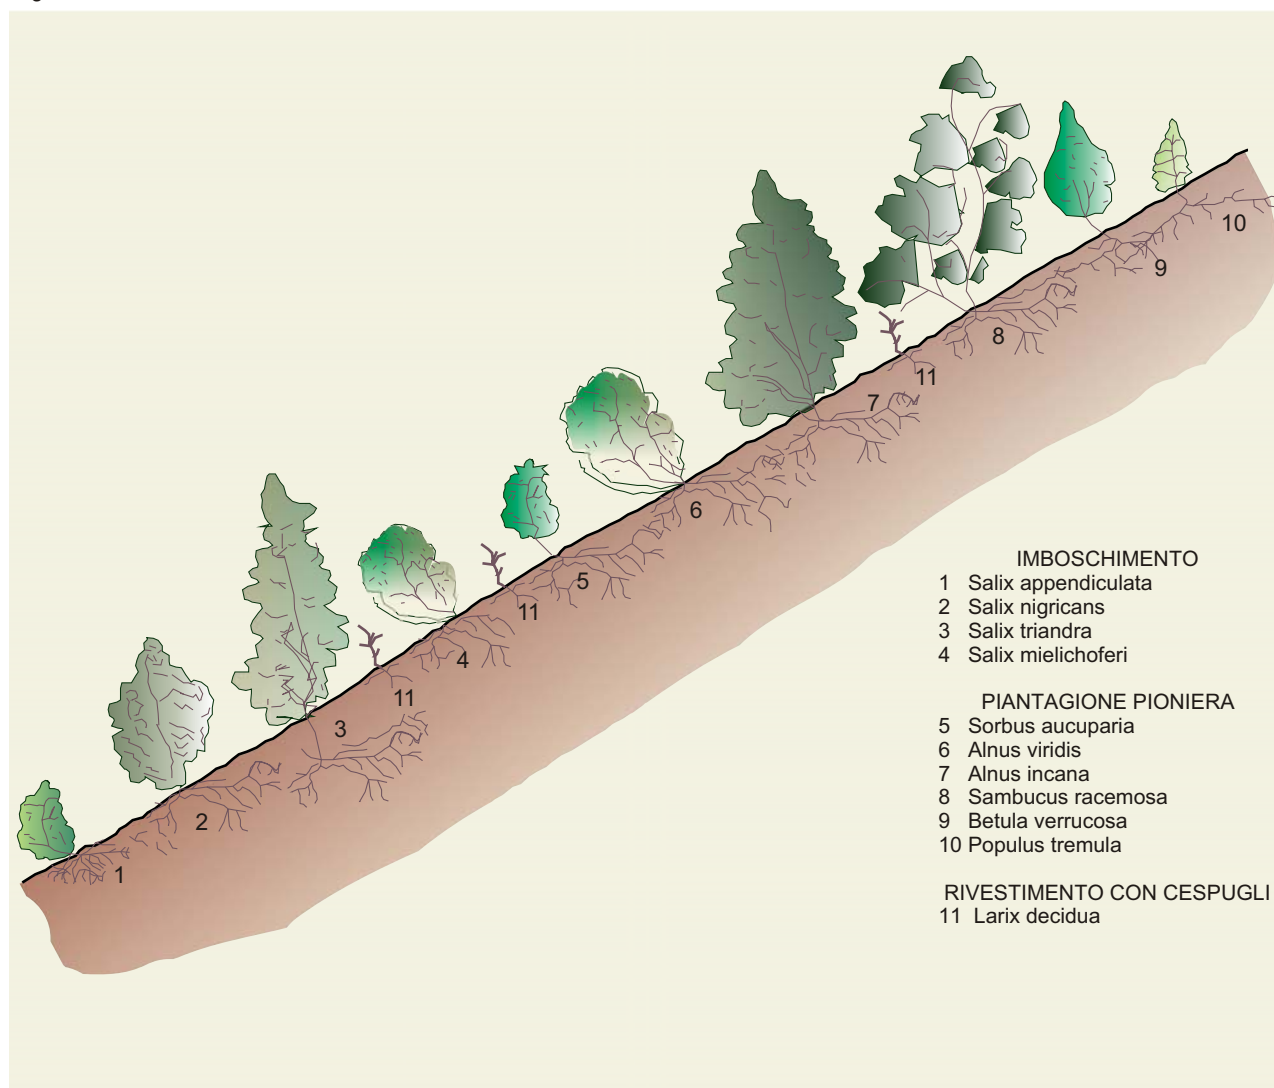 10
9
8
11
7
6
5
11
4
11
3
2
1
IMBOSCHIMENTO
1 Salix appendiculata
2 Salix nigricans
3 Salix triandra
4 Salix mielichoferi
PIANTAGIONE PIONIERA
5 Sorbus aucuparia
6 Alnus viridis
7 Alnus incana
8 Sambucus racemosa
9 Betula verrucosa
10 Populus tremula
RIVESTIMENTO CON CESPUGLI
11 Larix decidua